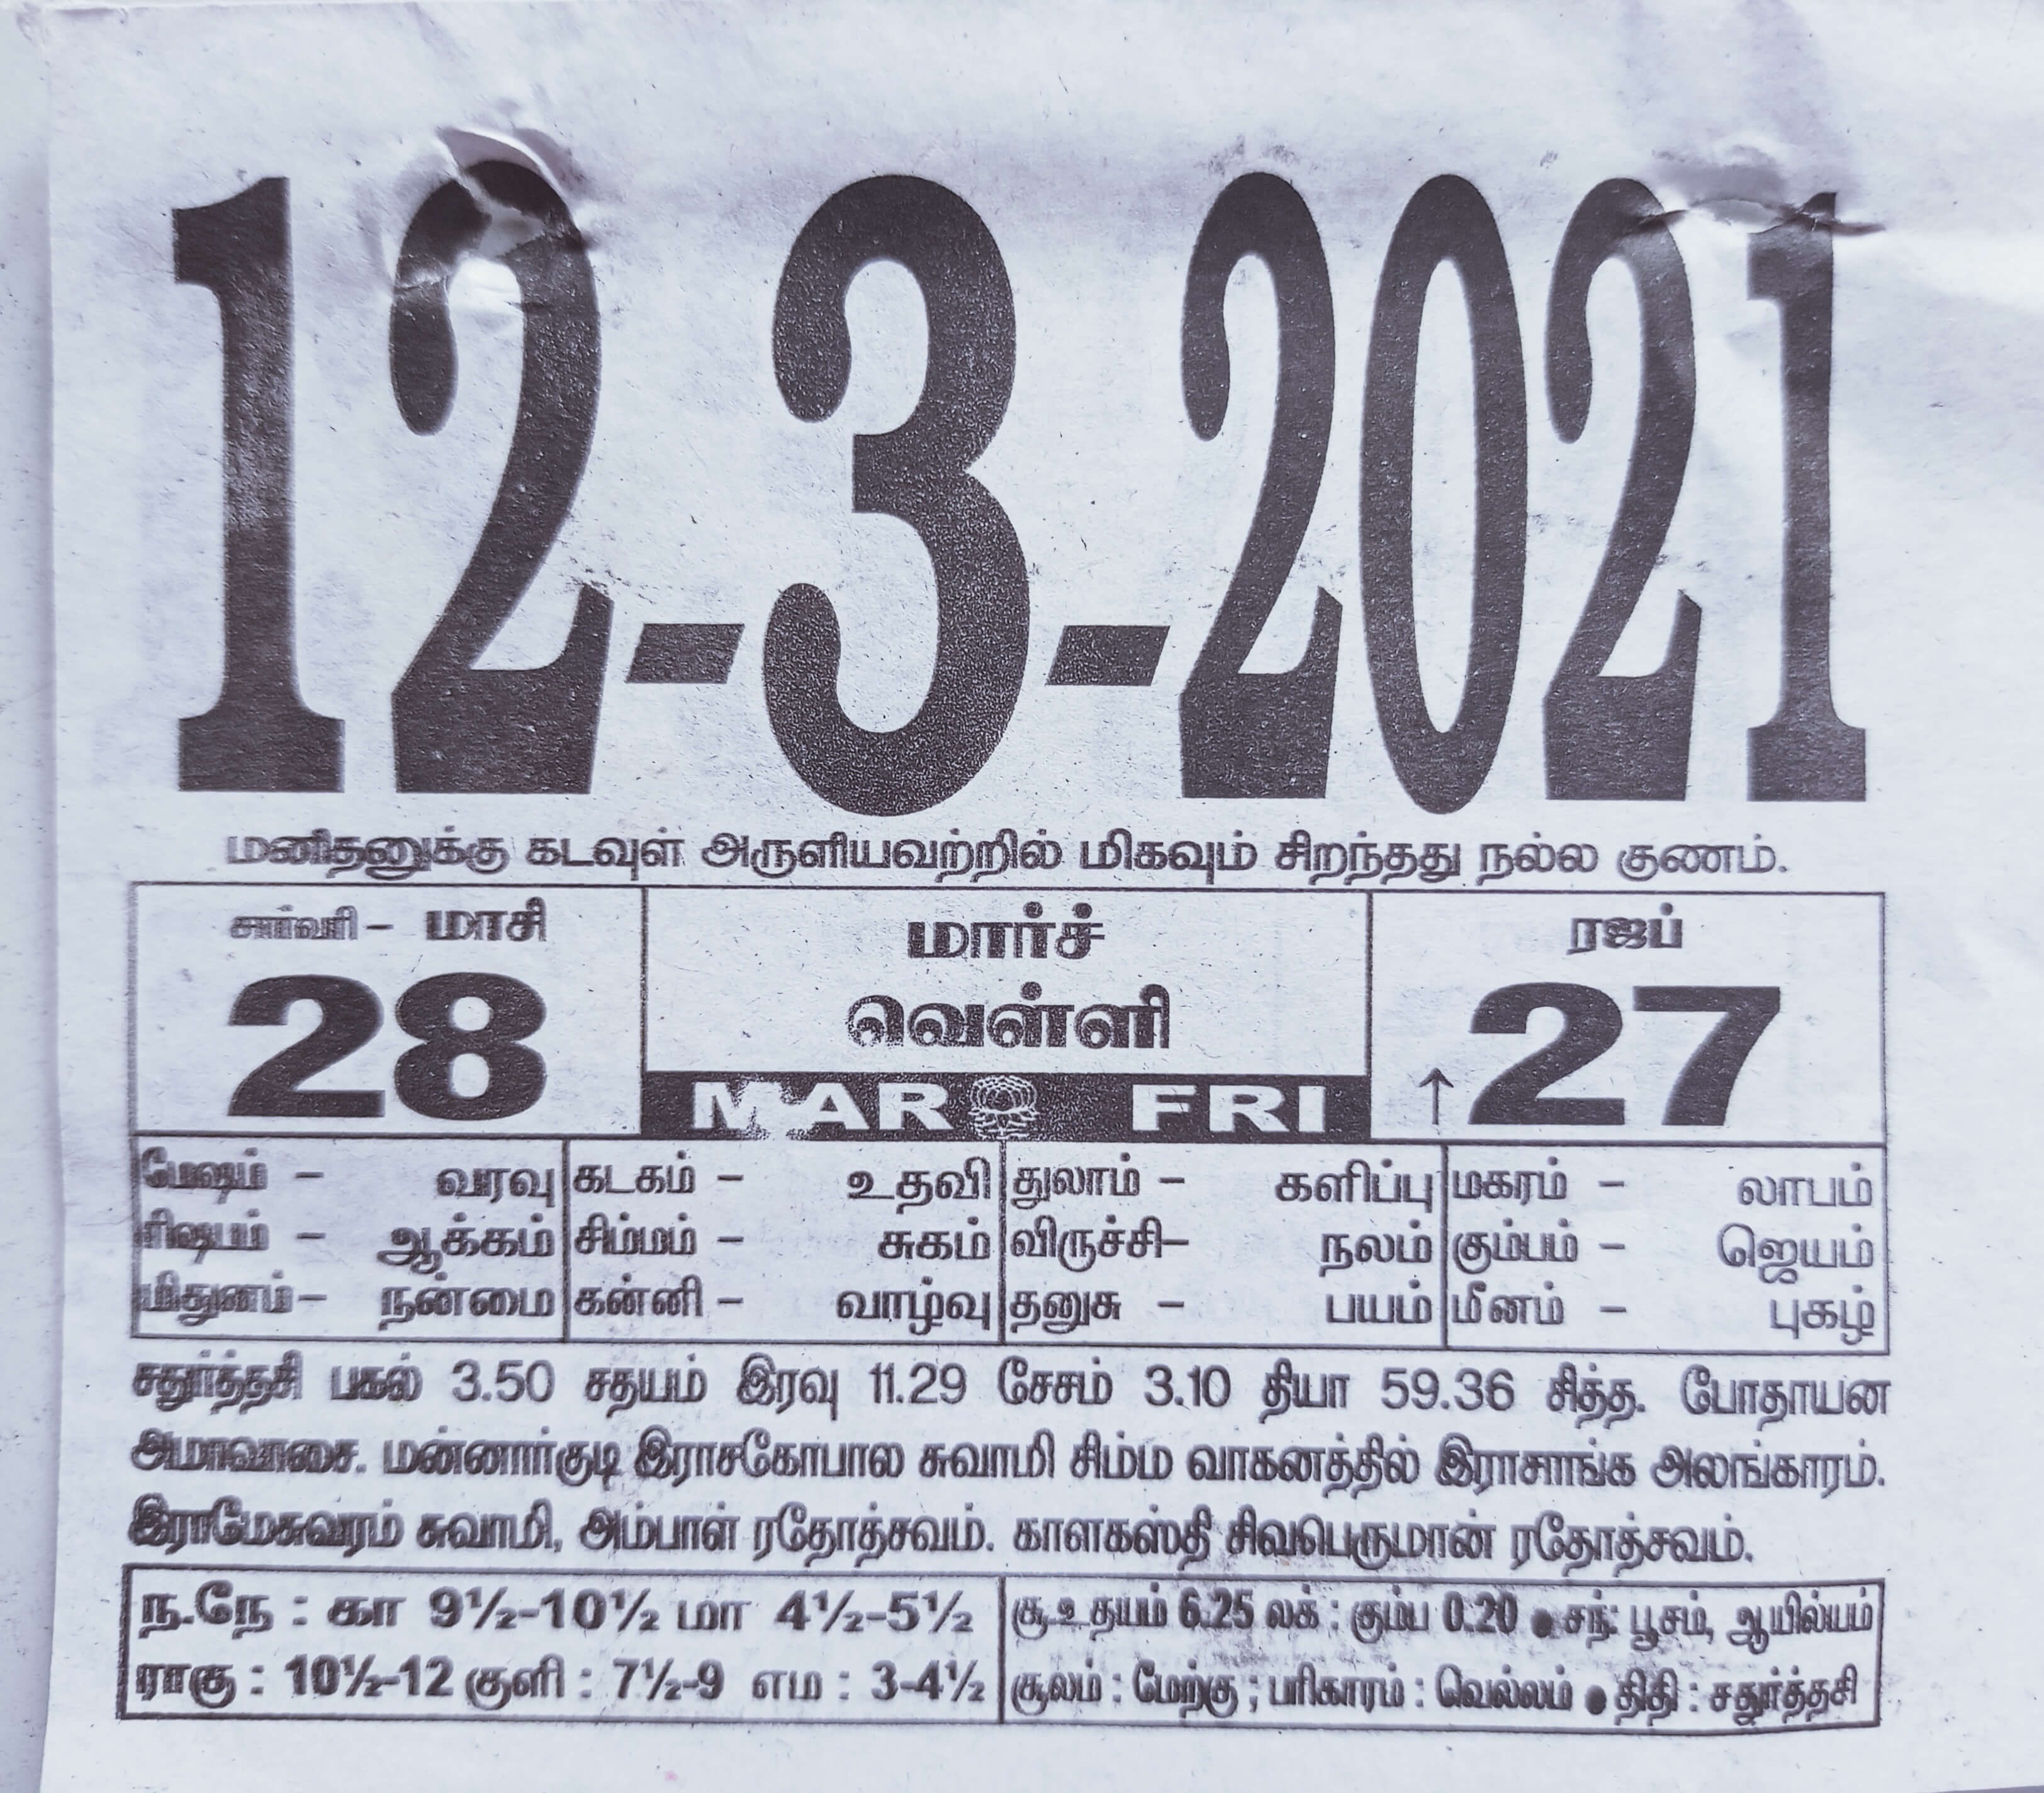 12-3-2021
மனிதனுக்கு கடவுள் அருளியவற்றில் மிகவும் சிறந்தது நல்ல குணம்.
சார்வரி - மாசி
28
மார்ச்
வெள்ளி
MAR FRI
ரஜப்
↑27
மேஷம் - வரவு கடகம் - உதவி துலாம் - களிப்பு மகரம் - லாபம்
ரிஷபம் - ஆக்கம் சிம்மம் - சுகம் விருச்சி- நலம் கும்பம் - ஜெயம்
மிதுனம்- நன்மை கன்னி - வாழ்வு தனுசு - பயம் மீனம் - புகழ்
சதுர்த்தசி பகல் 3.50 சதயம் இரவு 11.29 சேசம் 3.10 தியா 59.36 சித்த. போதாயன
அமாவாசை. மன்னார்குடி இராசகோபால சுவாமி சிம்ம வாகனத்தில் இராசாங்க அலங்காரம்.
இராமேசுவரம் சுவாமி, அம்பாள் ரதோத்சவம். காளகஸ்தி சிவபெருமான் ரதோத்சவம்.
ந.நே : கா 9½-10½ மா 4½-5½
ராகு : 10½-12 குளி : 7½-9 எம : 3-4½
சூ.உதயம் 6.25 லக் : கும்ப 0.20 ● சந்: பூசம், ஆயில்யம்
சூலம் : மேற்கு ; பரிகாரம் : வெல்லம் ● திதி : சதுர்த்தசி